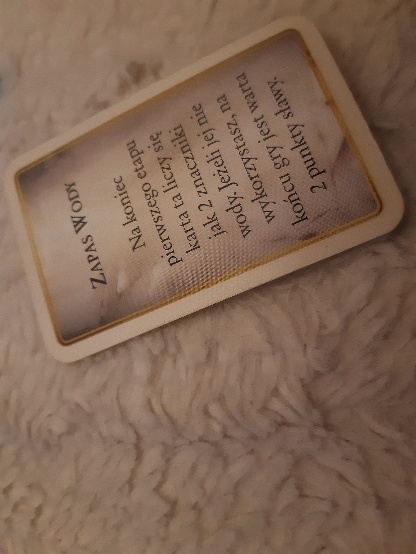 Zapas Wody
Na koniec
pierwszego etapu
karta ta liczy się
jak 2 znaczniki
wody. Jeżeli jej nie
wykorzystasz, na
końcu gry jest warta
2 punkty sławy.